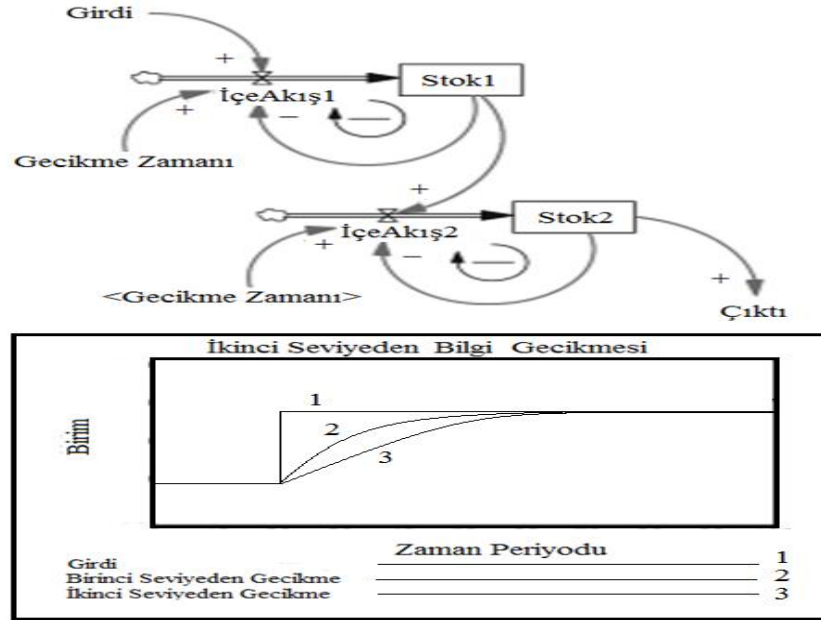 Girdi
+
Stok1
İçeAkış1
+
−
—
Gecikme Zamanı
+
Stok2
İçeAkış2
+
−
—
<Gecikme Zamanı>
+
Çıktı
İkinci Seviyeden Bilgi Gecikmesi
Birim
1
2
3
Zaman Periyodu
Girdi 1
Birinci Seviyeden Gecikme 2
İkinci Seviyeden Gecikme 3